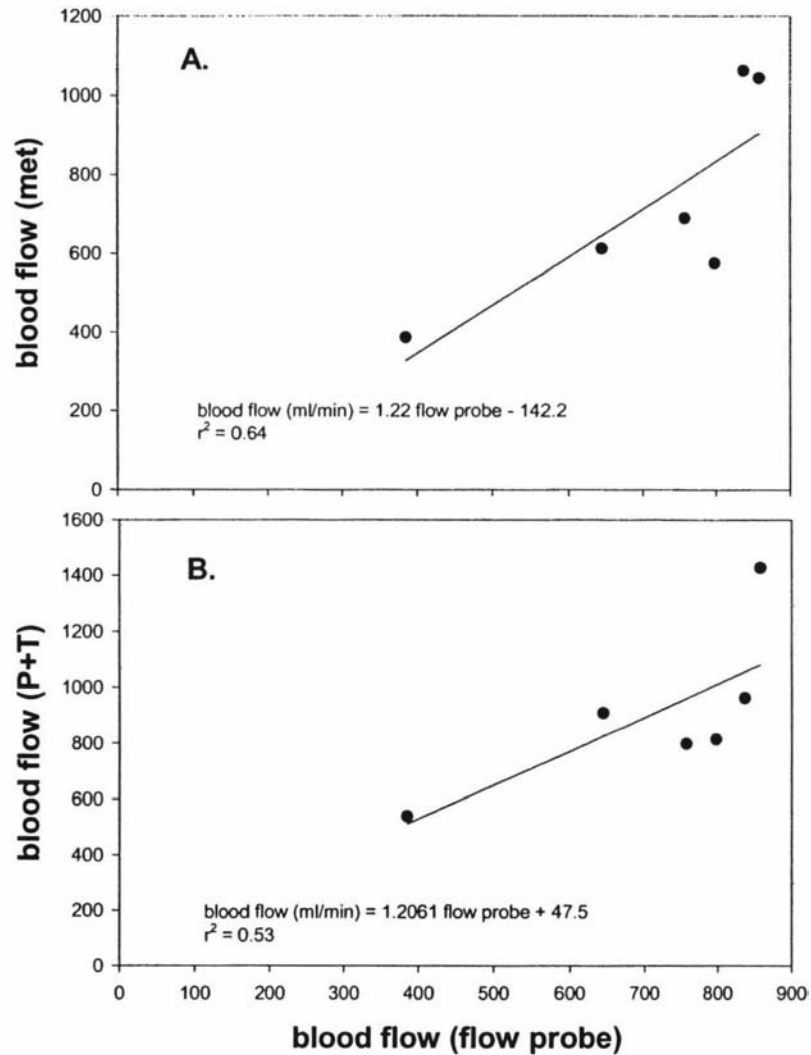 1200
A.
1000
800
600
400
200
0
blood flow (met)
blood flow (ml/min) = 1.22 flow probe - 142.2
r² = 0.64
1600
B.
1400
1200
1000
800
600
400
200
0
blood flow (P+T)
blood flow (ml/min) = 1.2061 flow probe + 47.5
r² = 0.53
0 100 200 300 400 500 600 700 800 900
blood flow (flow probe)